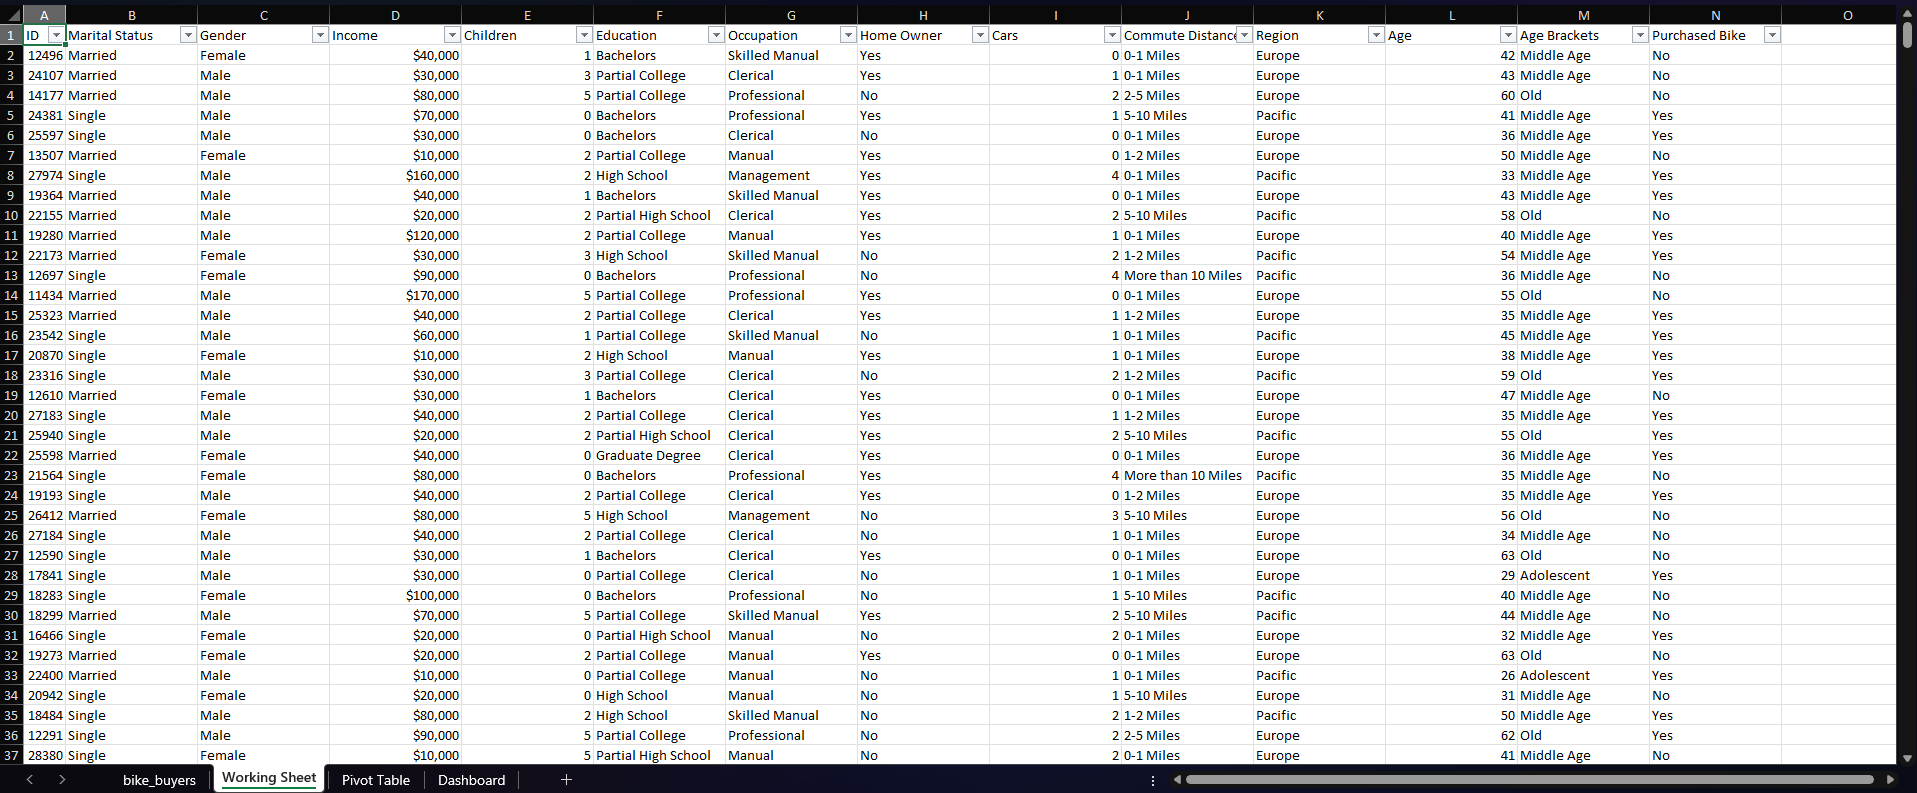 A B C D E F G H I J K L M N O
1 ID Marital Status Gender Income Children Education Occupation Home Owner Cars Commute Distance Region Age Age Brackets Purchased Bike
2 12496 Married Female $40,000 1 Bachelors Skilled Manual Yes 0 0-1 Miles Europe 42 Middle Age No
3 24107 Married Male $30,000 3 Partial College Clerical Yes 1 0-1 Miles Europe 43 Middle Age No
4 14177 Married Male $80,000 5 Partial College Professional No 2 2-5 Miles Europe 60 Old No
5 24381 Single Male $70,000 0 Bachelors Professional Yes 1 5-10 Miles Pacific 41 Middle Age Yes
6 25597 Single Male $30,000 0 Bachelors Clerical No 0 0-1 Miles Europe 36 Middle Age Yes
7 13507 Married Female $10,000 2 Partial College Manual Yes 0 1-2 Miles Europe 50 Middle Age No
8 27974 Single Male $160,000 2 High School Management Yes 4 0-1 Miles Pacific 33 Middle Age Yes
9 19364 Married Male $40,000 1 Bachelors Skilled Manual Yes 0 0-1 Miles Europe 43 Middle Age Yes
10 22155 Married Male $20,000 2 Partial High School Clerical Yes 2 5-10 Miles Pacific 58 Old No
11 19280 Married Male $120,000 2 Partial College Manual Yes 1 0-1 Miles Europe 40 Middle Age Yes
12 22173 Married Female $30,000 3 High School Skilled Manual No 2 1-2 Miles Pacific 54 Middle Age Yes
13 12697 Single Female $90,000 0 Bachelors Professional No 4 More than 10 Miles Pacific 36 Middle Age No
14 11434 Married Male $170,000 5 Partial College Professional Yes 0 0-1 Miles Europe 55 Old No
15 25323 Married Male $40,000 2 Partial College Clerical Yes 1 1-2 Miles Europe 35 Middle Age Yes
16 23542 Single Male $60,000 1 Partial College Skilled Manual No 1 0-1 Miles Pacific 45 Middle Age Yes
17 20870 Single Female $10,000 2 High School Manual Yes 1 0-1 Miles Europe 38 Middle Age Yes
18 23316 Single Male $30,000 3 Partial College Clerical No 2 1-2 Miles Pacific 59 Old Yes
19 12610 Married Female $30,000 1 Bachelors Clerical Yes 0 0-1 Miles Europe 47 Middle Age No
20 27183 Single Male $40,000 2 Partial College Clerical Yes 1 1-2 Miles Europe 35 Middle Age Yes
21 25940 Single Male $20,000 2 Partial High School Clerical Yes 2 5-10 Miles Pacific 55 Old Yes
22 25598 Married Female $40,000 0 Graduate Degree Clerical Yes 0 0-1 Miles Europe 36 Middle Age Yes
23 21564 Single Female $80,000 0 Bachelors Professional Yes 4 More than 10 Miles Pacific 35 Middle Age No
24 19193 Single Male $40,000 2 Partial College Clerical Yes 0 1-2 Miles Europe 35 Middle Age Yes
25 26412 Married Female $80,000 5 High School Management No 3 5-10 Miles Europe 56 Old No
26 27184 Single Male $40,000 2 Partial College Clerical No 1 0-1 Miles Europe 34 Middle Age No
27 12590 Single Male $30,000 1 Bachelors Clerical Yes 0 0-1 Miles Europe 63 Old No
28 17841 Single Male $30,000 0 Partial College Clerical No 1 0-1 Miles Europe 29 Adolescent Yes
29 18283 Single Female $100,000 0 Bachelors Professional No 1 5-10 Miles Pacific 40 Middle Age No
30 18299 Married Male $70,000 5 Partial College Skilled Manual Yes 2 5-10 Miles Pacific 44 Middle Age No
31 16466 Single Female $20,000 0 Partial High School Manual No 2 0-1 Miles Europe 32 Middle Age Yes
32 19273 Married Female $20,000 2 Partial College Manual Yes 0 0-1 Miles Europe 63 Old No
33 22400 Married Male $10,000 0 Partial College Manual No 1 0-1 Miles Pacific 26 Adolescent Yes
34 20942 Single Female $20,000 0 High School Manual No 1 5-10 Miles Europe 31 Middle Age No
35 18484 Single Male $80,000 2 High School Skilled Manual No 2 1-2 Miles Pacific 50 Middle Age Yes
36 12291 Single Male $90,000 5 Partial College Professional No 2 2-5 Miles Europe 62 Old Yes
37 28380 Single Female $10,000 5 Partial High School Manual No 2 0-1 Miles Europe 41 Middle Age No
bike_buyers Working Sheet Pivot Table Dashboard +